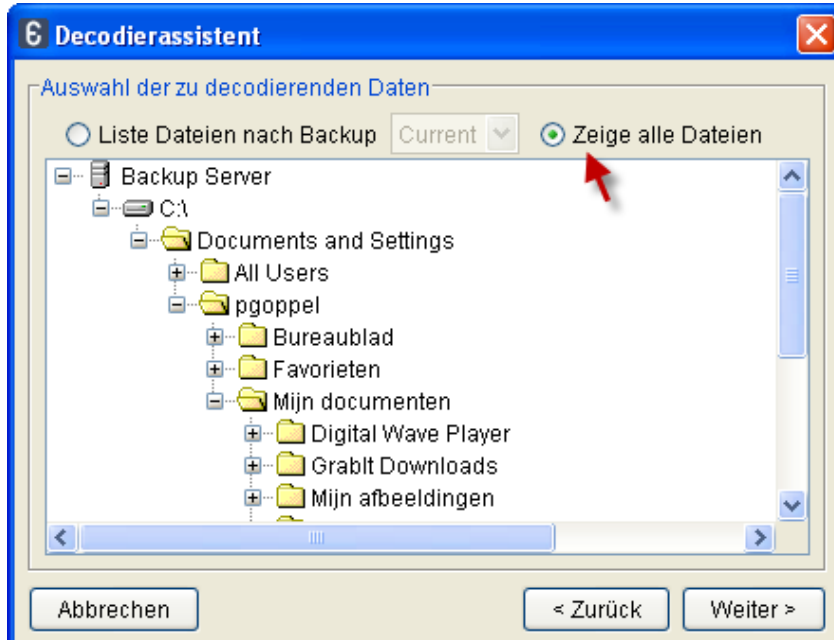 Decodierassistent
Auswahl der zu decodierenden Daten
Liste Dateien nach Backup Current Zeige alle Dateien
Backup Server
C:\
Documents and Settings
All Users
pgoppel
Bureaublad
Favorieten
Mijn documenten
Digital Wave Player
GrabIt Downloads
Mijn afbeeldingen
Abbrechen < Zurück Weiter >